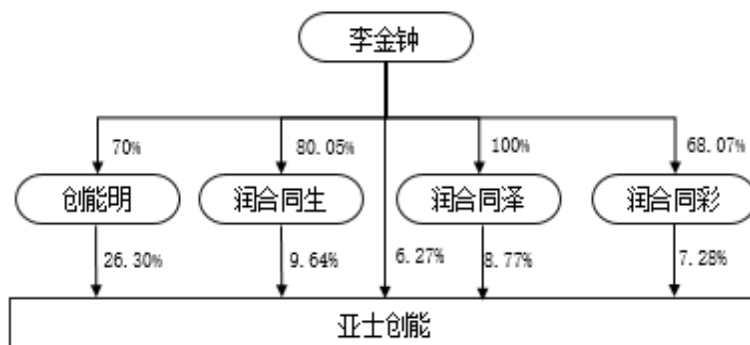 李金钟
70%
80.05%
100%
68.07%
创能明
润合同生
润合同泽
润合同彩
26.30%
9.64%
6.27%
8.77%
7.28%
亚士创能